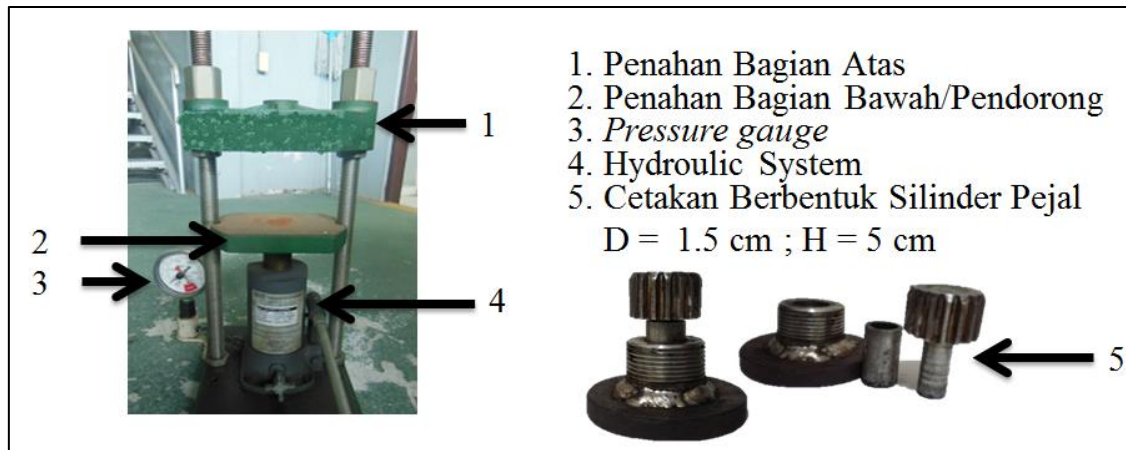 1. Penahan Bagian Atas
2. Penahan Bagian Bawah/Pendorong
3. Pressure gauge
4. Hydroulic System
5. Cetakan Berbentuk Silinder Pejal
D = 1.5 cm ; H = 5 cm
1
2
3
4
5